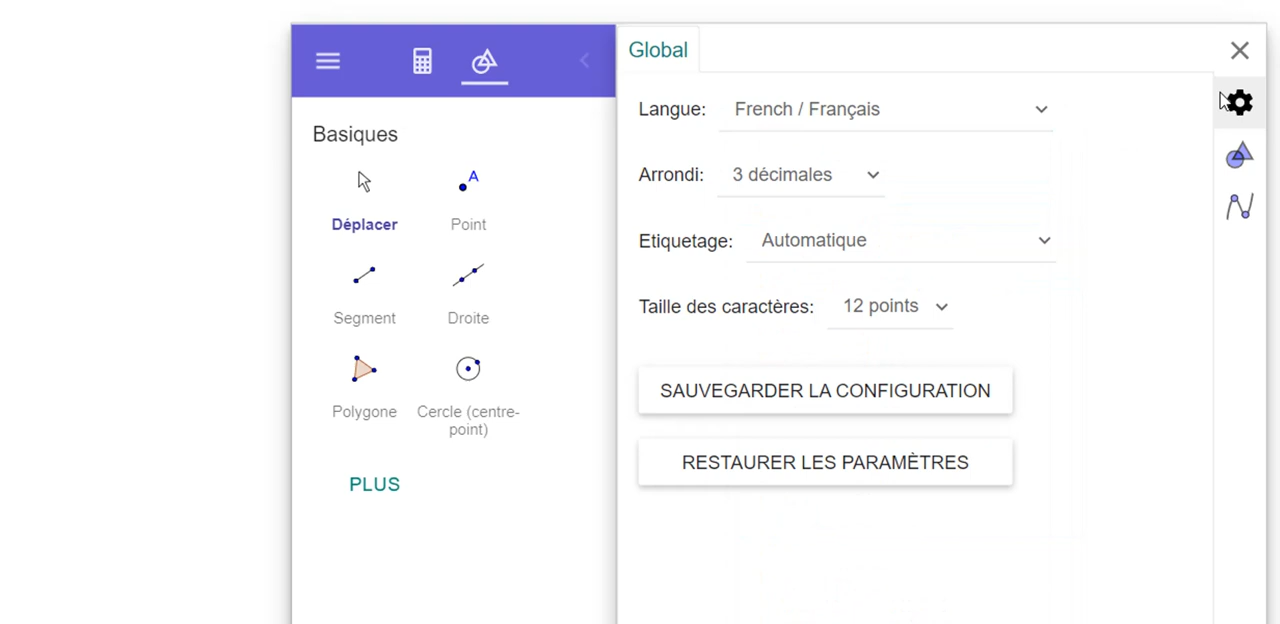 Global
Basiques
Déplacer
A
Point
Segment
Droite
Polygone
Cercle (centre-
point)
PLUS
Langue: French / Français
Arrondi: 3 décimales
Etiquetage: Automatique
Taille des caractères: 12 points
SAUVEGARDER LA CONFIGURATION
RESTAURER LES PARAMÈTRES